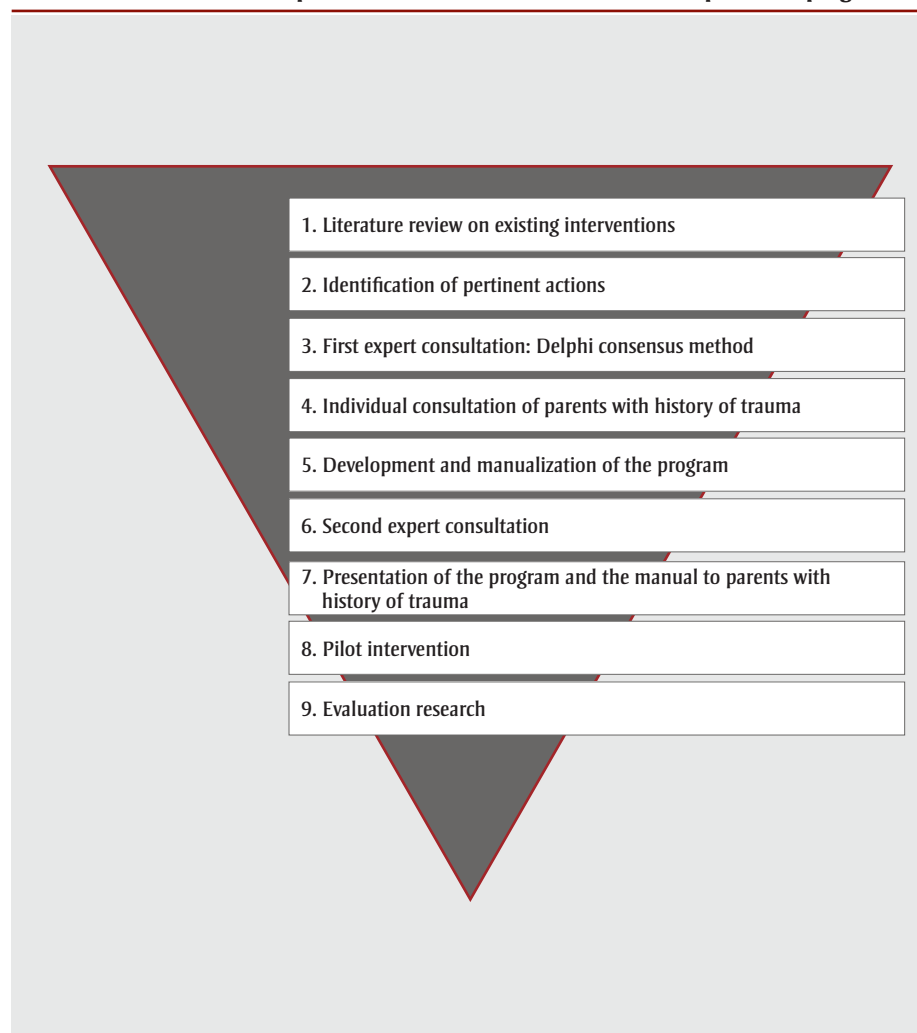 1. Literature review on existing interventions
2. Identification of pertinent actions
3. First expert consultation: Delphi consensus method
4. Individual consultation of parents with history of trauma
5. Development and manualization of the program
6. Second expert consultation
7. Presentation of the program and the manual to parents with
history of trauma
8. Pilot intervention
9. Evaluation research